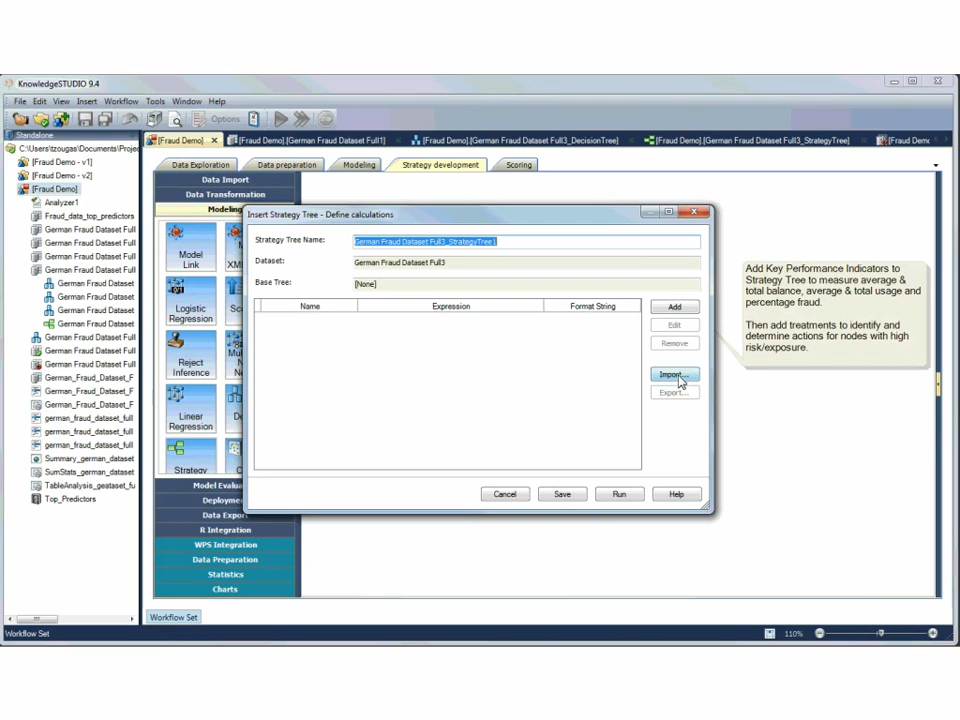 KnowledgeSTUDIO 9.4
File Edit View Insert Workflow Tools Window Help
Options
Standalone
[Fraud Demo]
[Fraud Demo].[German Fraud Dataset Full1]
[Fraud Demo].[German Fraud Dataset Full3_DecisionTree]
[Fraud Demo].[German Fraud Dataset Full3_StrategyTree]
[Fraud Demo
C:\Users\tzougas\Documents\Projec
[Fraud Demo - v1]
[Fraud Demo - v2]
[Fraud Demo]
Analyzer1
Fraud_data_top_predictors
German Fraud Dataset Full
German Fraud Dataset Full
German Fraud Dataset Full
German Fraud Dataset Full
German Fraud Dataset
German Fraud Dataset
German Fraud Dataset
German Fraud Dataset
German Fraud Dataset Full
German Fraud Dataset Full
German Fraud Dataset Full
German_Fraud_Dataset_F
German_Fraud_Dataset_F
German_Fraud_Dataset_F
german_fraud_dataset_full
german_fraud_dataset_full
german_fraud_dataset_full
Summary_german_dataset
SumStats_german_dataset
TableAnalysis_geataset_fu
Top_Predictors
Data Exploration
Data preparation
Modeling
Strategy development
Scoring
Data Import
Data Transformation
Modeling
Model
Link
XM
Logistic
Regression
Sc
Reject
Inference
Mul
N
Linear
Regression
D
Strategy
Model Evalua
Deployme
Data Expor
R Integration
WPS Integration
Data Preparation
Statistics
Charts
Insert Strategy Tree - Define calculations
Strategy Tree Name:
German Fraud Dataset Full3_StrategyTree1
Dataset:
German Fraud Dataset Full3
Base Tree:
[None]
Name
Expression
Format String
Add
Edit
Remove
Import...
Export...
Cancel
Save
Run
Help
Add Key Performance Indicators to
Strategy Tree to measure average &
total balance, average & total usage and
percentage fraud.
Then add treatments to identify and
determine actions for nodes with high
risk/exposure.
Workflow Set
Workflow Set
110%